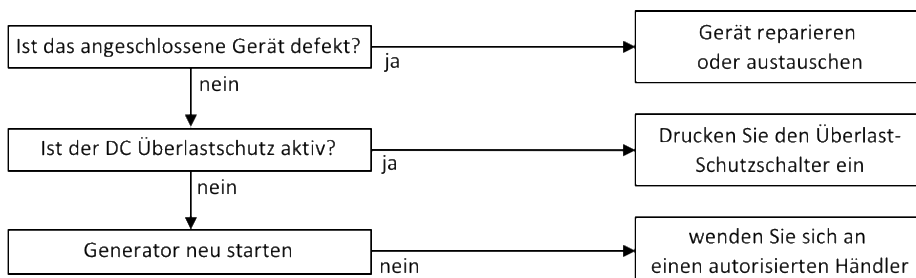 Ist das angeschlossene Gerät defekt?
ja
Gerät reparieren
oder austauschen
nein
Ist der DC Überlastschutz aktiv?
ja
Drucken Sie den Überlast-
Schutzschalter ein
nein
Generator neu starten
nein
wenden Sie sich an
einen autorisierten Händler